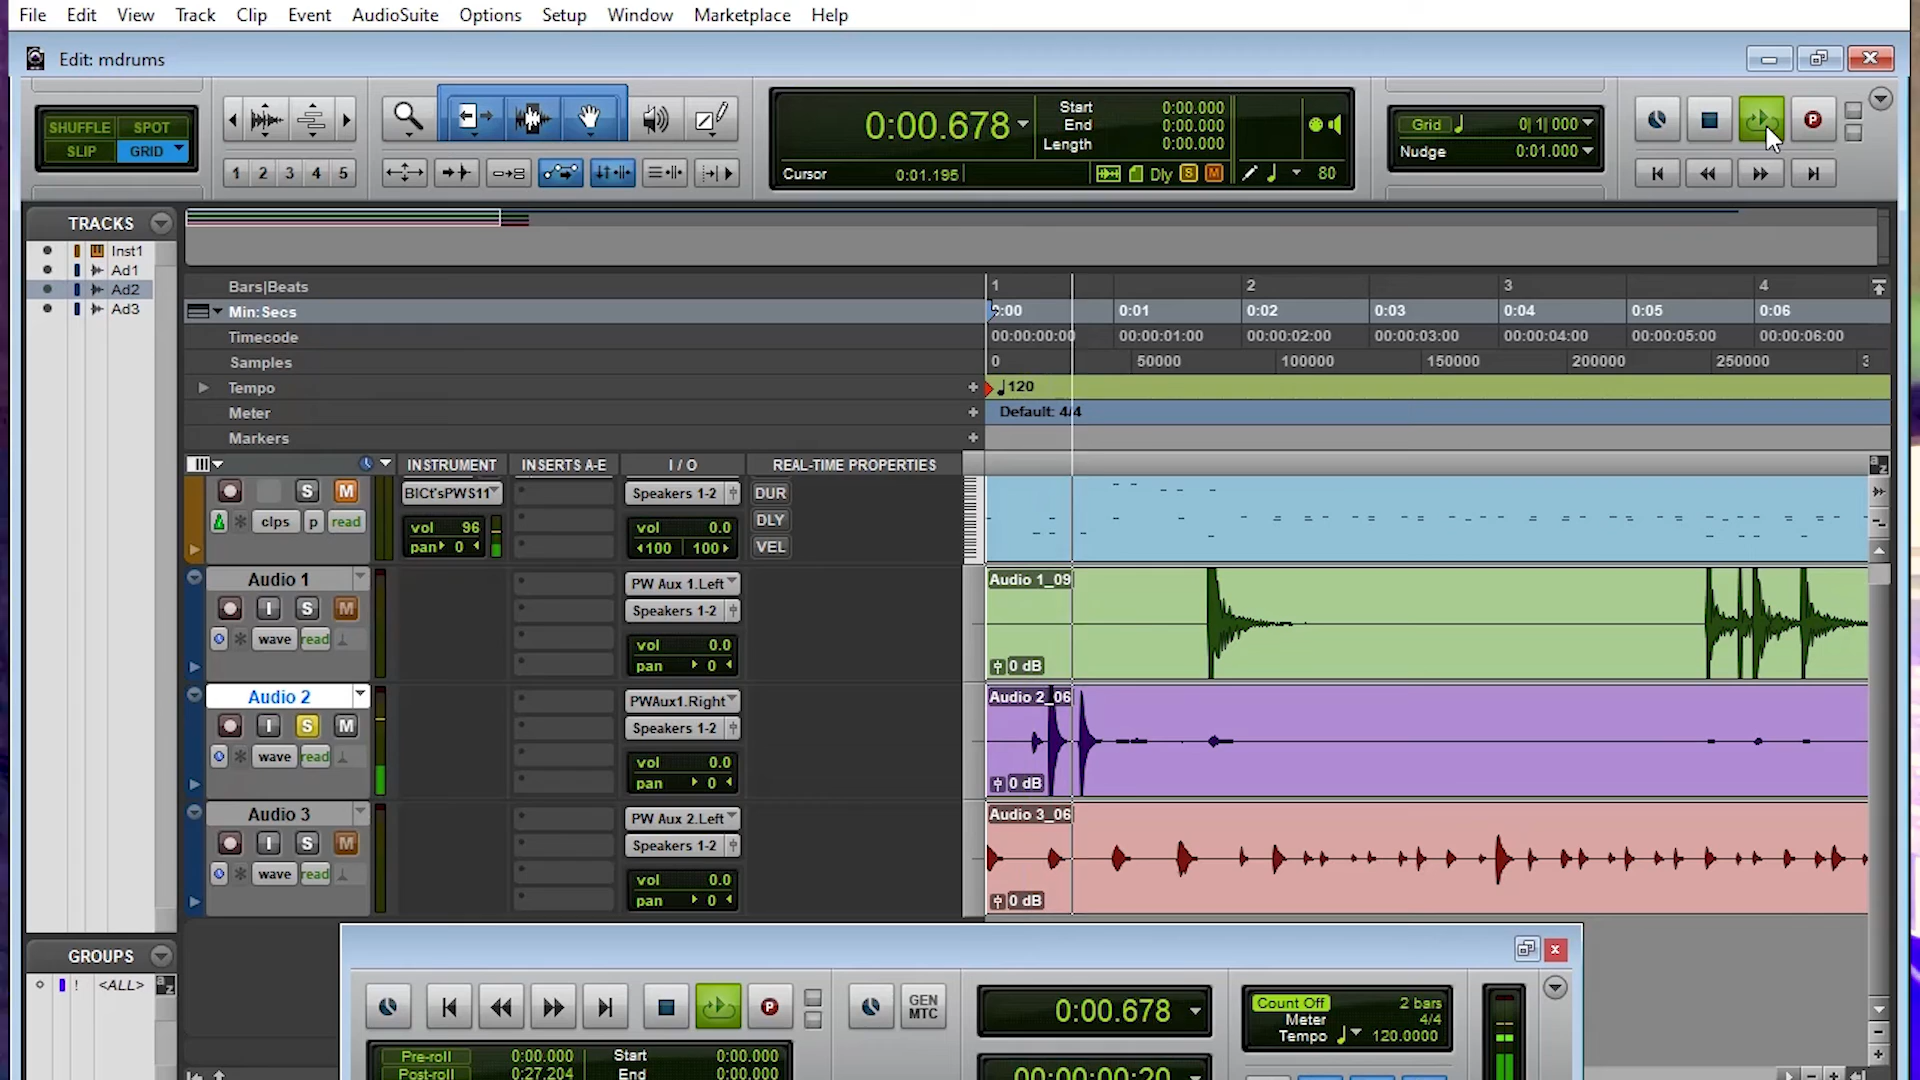 File Edit View Track Clip Event AudioSuite Options Setup Window Marketplace Help
Edit: mdrums
SHUFFLE SPOT
SLIP GRID
1 2 3 4 5
0:00.678
Start 0:00.000
End 0:00.000
Length 0:00.000
Cursor 0:01.195
Dly S M 80
Grid 0| 1| 000
Nudge 0:01.000
P
TRACKS
Inst1
Ad1
Ad2
Ad3
Bars|Beats 1 2 3 4
Min:Secs 0:00 0:01 0:02 0:03 0:04 0:05 0:06
Timecode 00:00:00:00 00:00:01:00 00:00:02:00 00:00:03:00 00:00:04:00 00:00:05:00 00:00:06:00
Samples 0 50000 100000 150000 200000 250000
Tempo + 120
Meter + Default: 4/4
Markers +
INSTRUMENT INSERTS A-E I / O REAL-TIME PROPERTIES
S M BlCt'sPWS11 Speakers 1-2 DUR
clps p read vol 96 vol 0.0 DLY
pan 0 100 100 VEL
Audio 1 PW Aux 1.Left Audio 1_09
I S M Speakers 1-2
wave read vol 0.0
pan 0 0 dB
Audio 2 PWAux1.Right Audio 2_06
I S M Speakers 1-2
wave read vol 0.0
pan 0 0 dB
Audio 3 PW Aux 2.Left Audio 3_06
I S M Speakers 1-2
wave read vol 0.0
pan 0 0 dB
GROUPS
! <ALL> a z
P
GEN
MTC
0:00.678
Count Off 2 bars
Meter 4/4
Tempo 120.0000
Pre-roll 0:00.000 Start 0:00.000
Post-roll 0:27.204 End 0:00.000
00:00:00:20